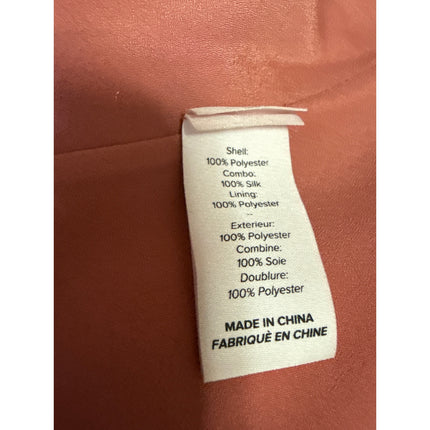 Shell:
100% Polyester
Combo:
100% Silk
Lining:
100% Polyester
--
Exterieur:
100% Polyester
Combine:
100% Soie
Doublure:
100% Polyester
MADE IN CHINA
FABRIQUÈ EN CHINE